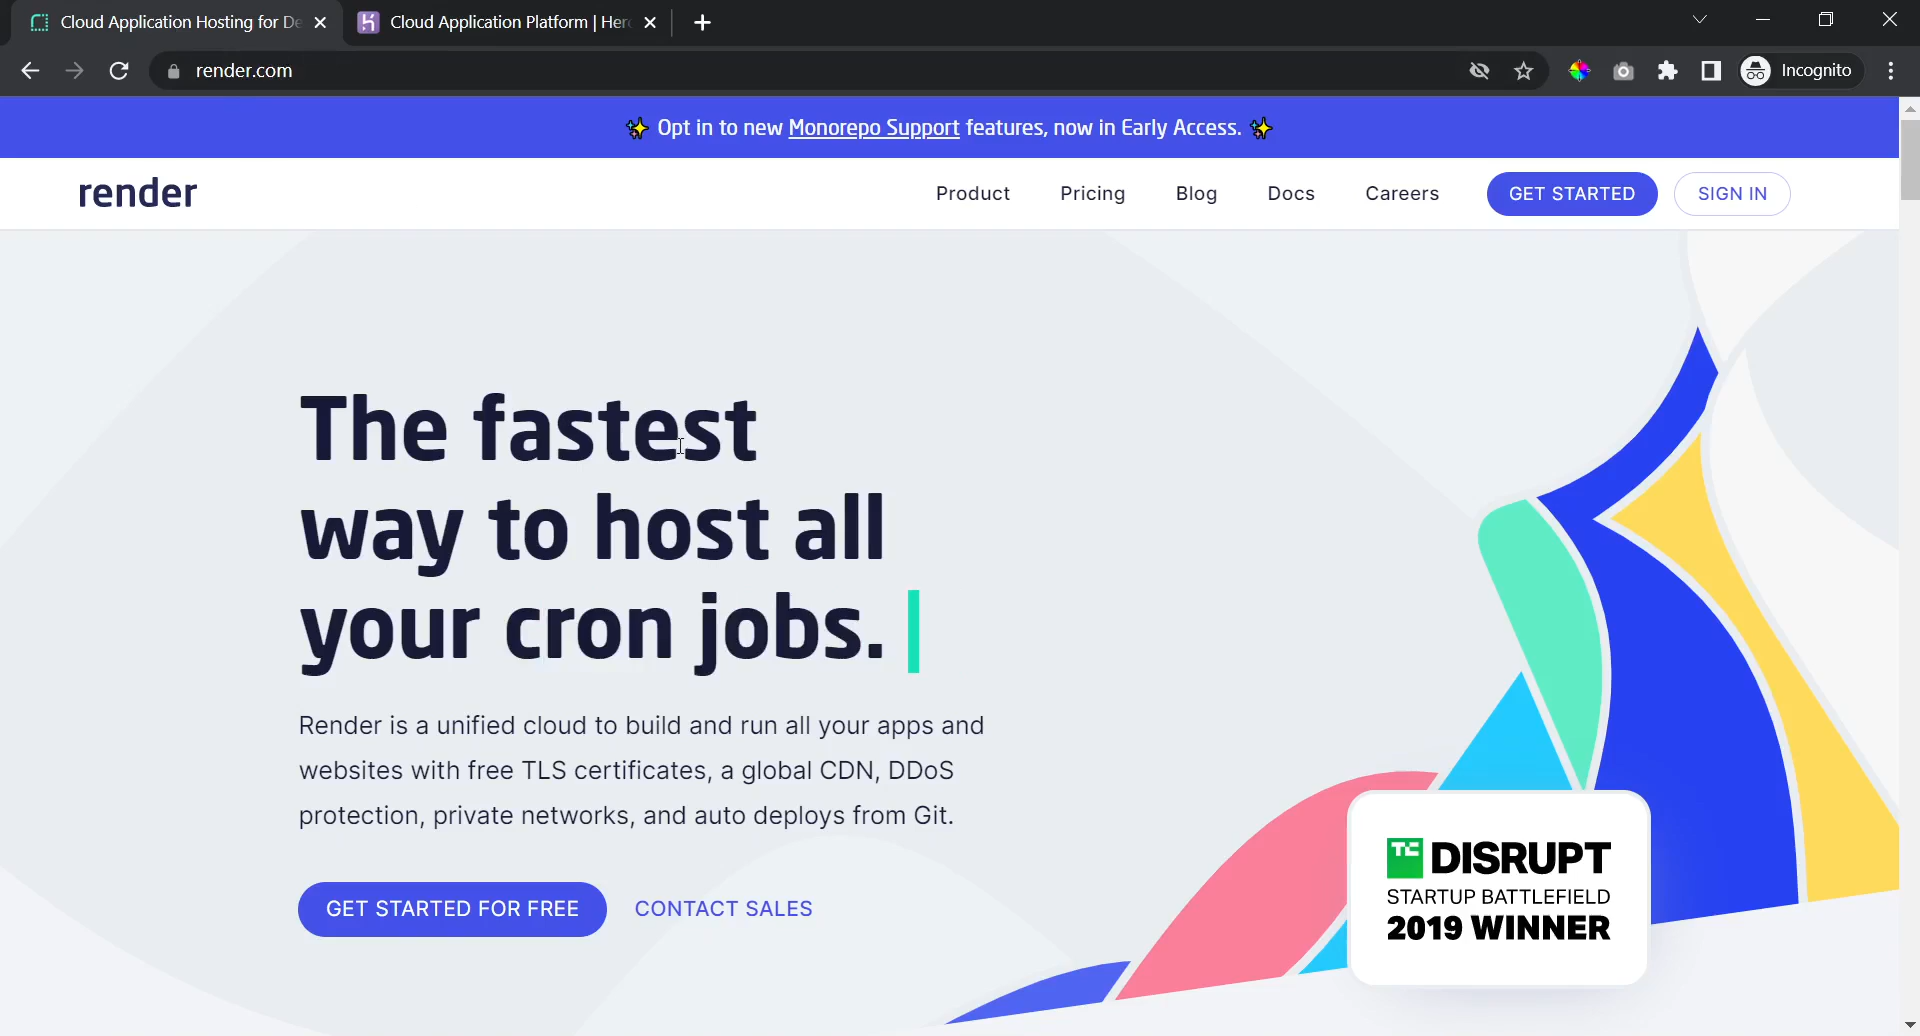 Cloud Application Hosting for De
Cloud Application Platform | Her
render.com
Incognito
✨ Opt in to new Monorepo Support features, now in Early Access. ✨
render
Product
Pricing
Blog
Docs
Careers
GET STARTED
SIGN IN
The fastest
way to host all
your cron jobs.
Render is a unified cloud to build and run all your apps and
websites with free TLS certificates, a global CDN, DDoS
protection, private networks, and auto deploys from Git.
GET STARTED FOR FREE
CONTACT SALES
TC DISRUPT
STARTUP BATTLEFIELD
2019 WINNER